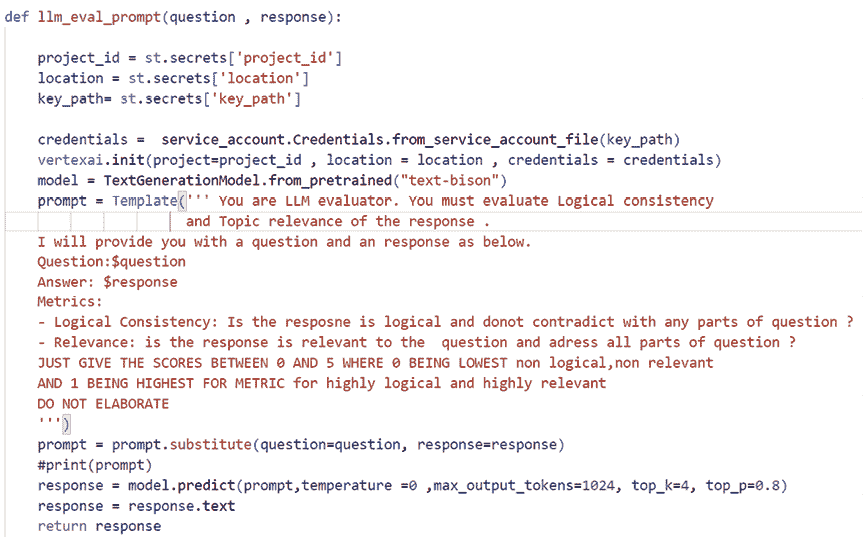 def llm_eval_prompt(question , response):
project_id = st.secrets['project_id']
location = st.secrets['location']
key_path= st.secrets['key_path']
credentials =  service_account.Credentials.from_service_account_file(key_path)
vertexai.init(project=project_id , location = location , credentials = credentials)
model = TextGenerationModel.from_pretrained("text-bison")
prompt = Template(''' You are LLM evaluator. You must evaluate Logical consistency
and Topic relevance of the response .
I will provide you with a question and an response as below.
Question:$question
Answer: $response
Metrics:
- Logical Consistency: Is the resposne is logical and donot contradict with any parts of question ?
- Relevance: is the response is relevant to the  question and adress all parts of question ?
JUST GIVE THE SCORES BETWEEN 0 AND 5 WHERE 0 BEING LOWEST non logical,non relevant
AND 1 BEING HIGHEST FOR METRIC for highly logical and highly relevant
DO NOT ELABORATE
''')
prompt = prompt.substitute(question=question, response=response)
#print(prompt)
response = model.predict(prompt,temperature =0 ,max_output_tokens=1024, top_k=4, top_p=0.8)
response = response.text
return response